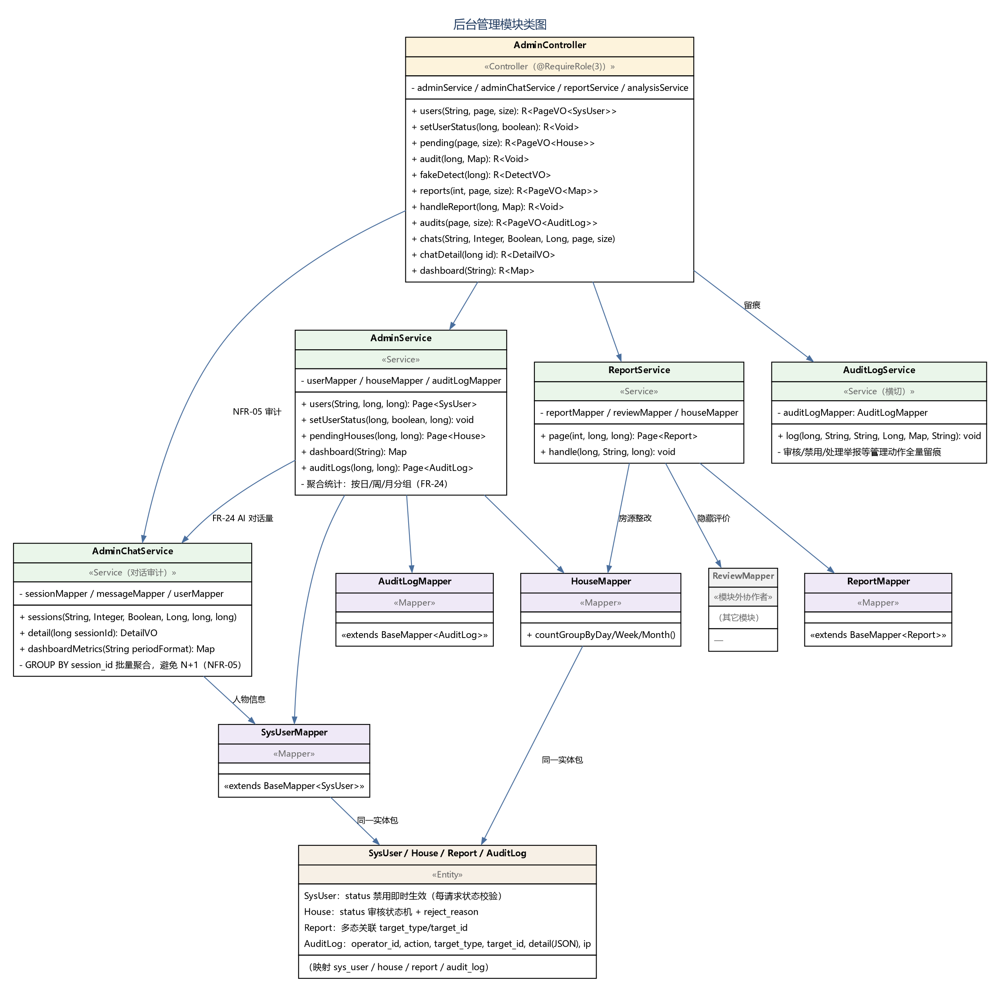 后台管理模块类图
AdminController
«Controller（@RequireRole(3)）»
- adminService / adminChatService / reportService / analysisService
+ users(String, page, size): R<PageVO<SysUser>>
+ setUserStatus(long, boolean): R<Void>
+ pending(page, size): R<PageVO<House>>
+ audit(long, Map): R<Void>
+ fakeDetect(long): R<DetectVO>
+ reports(int, page, size): R<PageVO<Map>>
+ handleReport(long, Map): R<Void>
+ audits(page, size): R<PageVO<AuditLog>>
+ chats(String, Integer, Boolean, Long, page, size)
+ chatDetail(long id): R<DetailVO>
+ dashboard(String): R<Map>
留痕
NFR-05 审计
AdminService
«Service»
- userMapper / houseMapper / auditLogMapper
+ users(String, long, long): Page<SysUser>
+ setUserStatus(long, boolean, long): void
+ pendingHouses(long, long): Page<House>
+ dashboard(String): Map
+ auditLogs(long, long): Page<AuditLog>
- 聚合统计：按日/周/月分组（FR-24）
ReportService
«Service»
- reportMapper / reviewMapper / houseMapper
+ page(int, long, long): Page<Report>
+ handle(long, String, long): void
AuditLogService
«Service（横切）»
- auditLogMapper: AuditLogMapper
+ log(long, String, String, Long, Map, String): void
- 审核/禁用/处理举报等管理动作全量留痕
FR-24 AI 对话量
房源整改
隐藏评价
AdminChatService
«Service（对话审计）»
- sessionMapper / messageMapper / userMapper
+ sessions(String, Integer, Boolean, Long, long, long)
+ detail(long sessionId): DetailVO
+ dashboardMetrics(String periodFormat): Map
- GROUP BY session_id 批量聚合，避免 N+1（NFR-05）
AuditLogMapper
«Mapper»
«extends BaseMapper<AuditLog>»
HouseMapper
«Mapper»
+ countGroupByDay/Week/Month()
ReviewMapper
«模块外协作者»
（其它模块）
—
ReportMapper
«Mapper»
«extends BaseMapper<Report>»
人物信息
SysUserMapper
«Mapper»
«extends BaseMapper<SysUser>»
同一实体包
同一实体包
SysUser / House / Report / AuditLog
«Entity»
SysUser：status 禁用即时生效（每请求状态校验）
House：status 审核状态机 + reject_reason
Report：多态关联 target_type/target_id
AuditLog：operator_id, action, target_type, target_id, detail(JSON), ip
（映射 sys_user / house / report / audit_log）